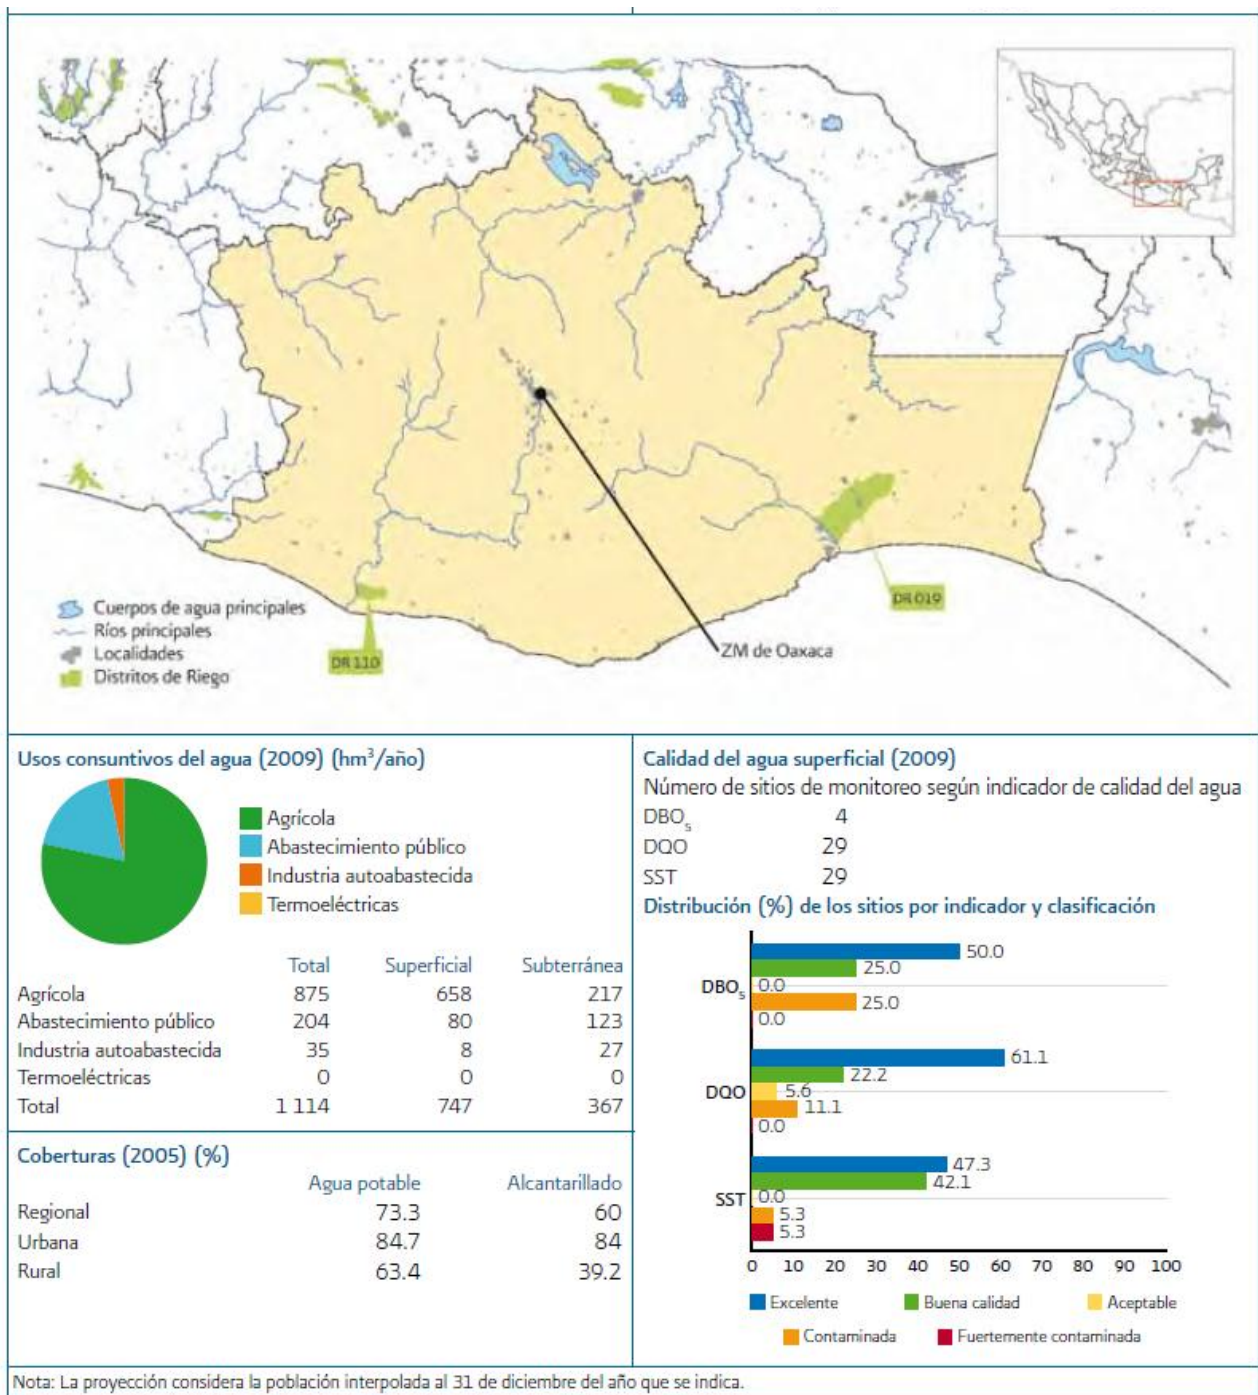 Cuerpos de agua principales
Ríos principales
Localidades
Distritos de Riego
DR 110
DR 019
ZM de Oaxaca
Usos consuntivos del agua (2009) (hm³/año)
Agrícola
Abastecimiento público
Industria autoabastecida
Termoeléctricas
Total Superficial Subterránea
Agrícola 875 658 217
Abastecimiento público 204 80 123
Industria autoabastecida 35 8 27
Termoeléctricas 0 0 0
Total 1 114 747 367
Coberturas (2005) (%)
Agua potable Alcantarillado
Regional 73.3 60
Urbana 84.7 84
Rural 63.4 39.2
Calidad del agua superficial (2009)
Número de sitios de monitoreo según indicador de calidad del agua
DBO₅ 4
DQO 29
SST 29
Distribución (%) de los sitios por indicador y clasificación
50.0
25.0
DBO₅ 0.0
25.0
0.0
61.1
22.2
DQO 5.6
11.1
0.0
47.3
42.1
SST 0.0
5.3
5.3
0 10 20 30 40 50 60 70 80 90 100
Excelente Buena calidad Aceptable
Contaminada Fuertemente contaminada
Nota: La proyección considera la población interpolada al 31 de diciembre del año que se indica.